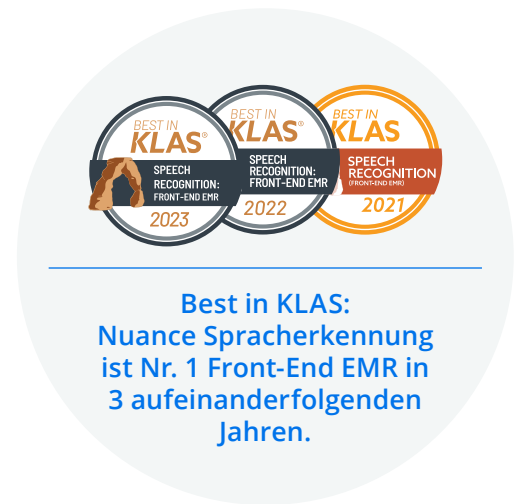 BEST IN
KLAS®
SPEECH
RECOGNITION:
FRONT-END EMR
2023
BEST IN
KLAS®
SPEECH
RECOGNITION:
FRONT-END EMR
2022
BEST IN
KLAS
SPEECH
RECOGNITION
(FRONT-END EMR)
2021
Best in KLAS:
Nuance Spracherkennung
ist Nr. 1 Front-End EMR in
3 aufeinanderfolgenden
Jahren.